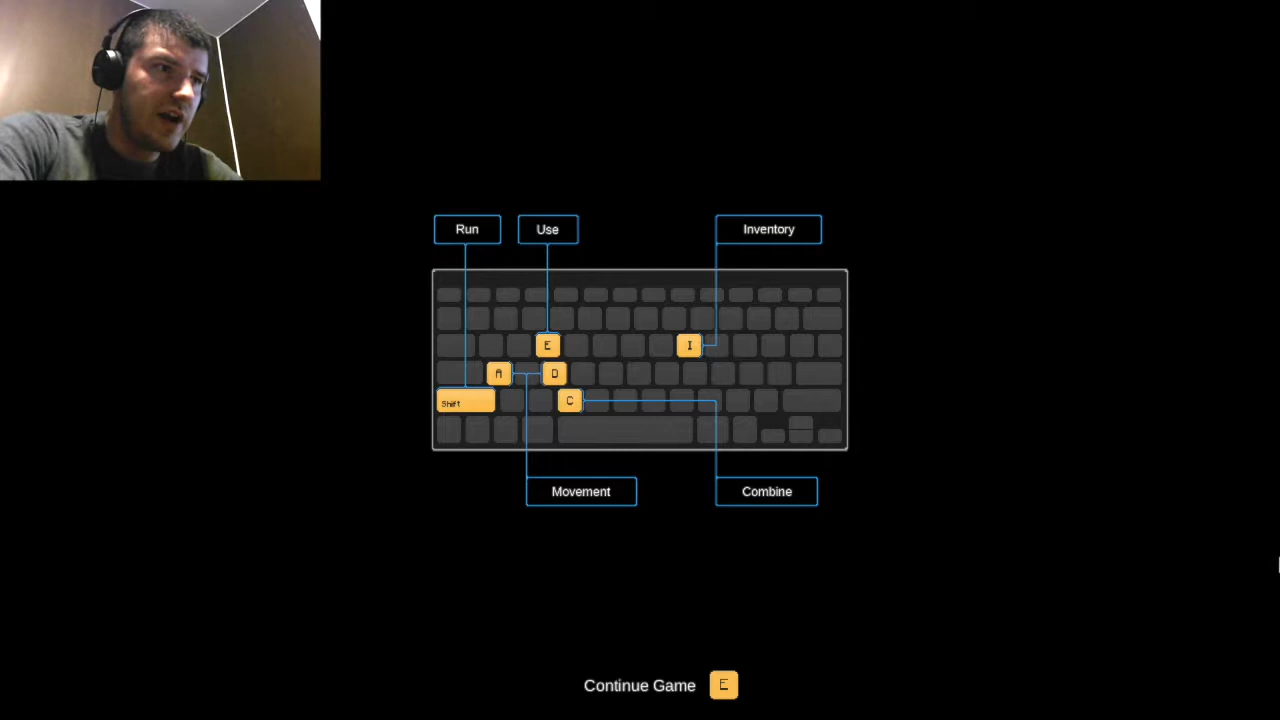 Run
Use
Inventory
E
I
A
D
Shift
C
Movement
Combine
Continue Game E